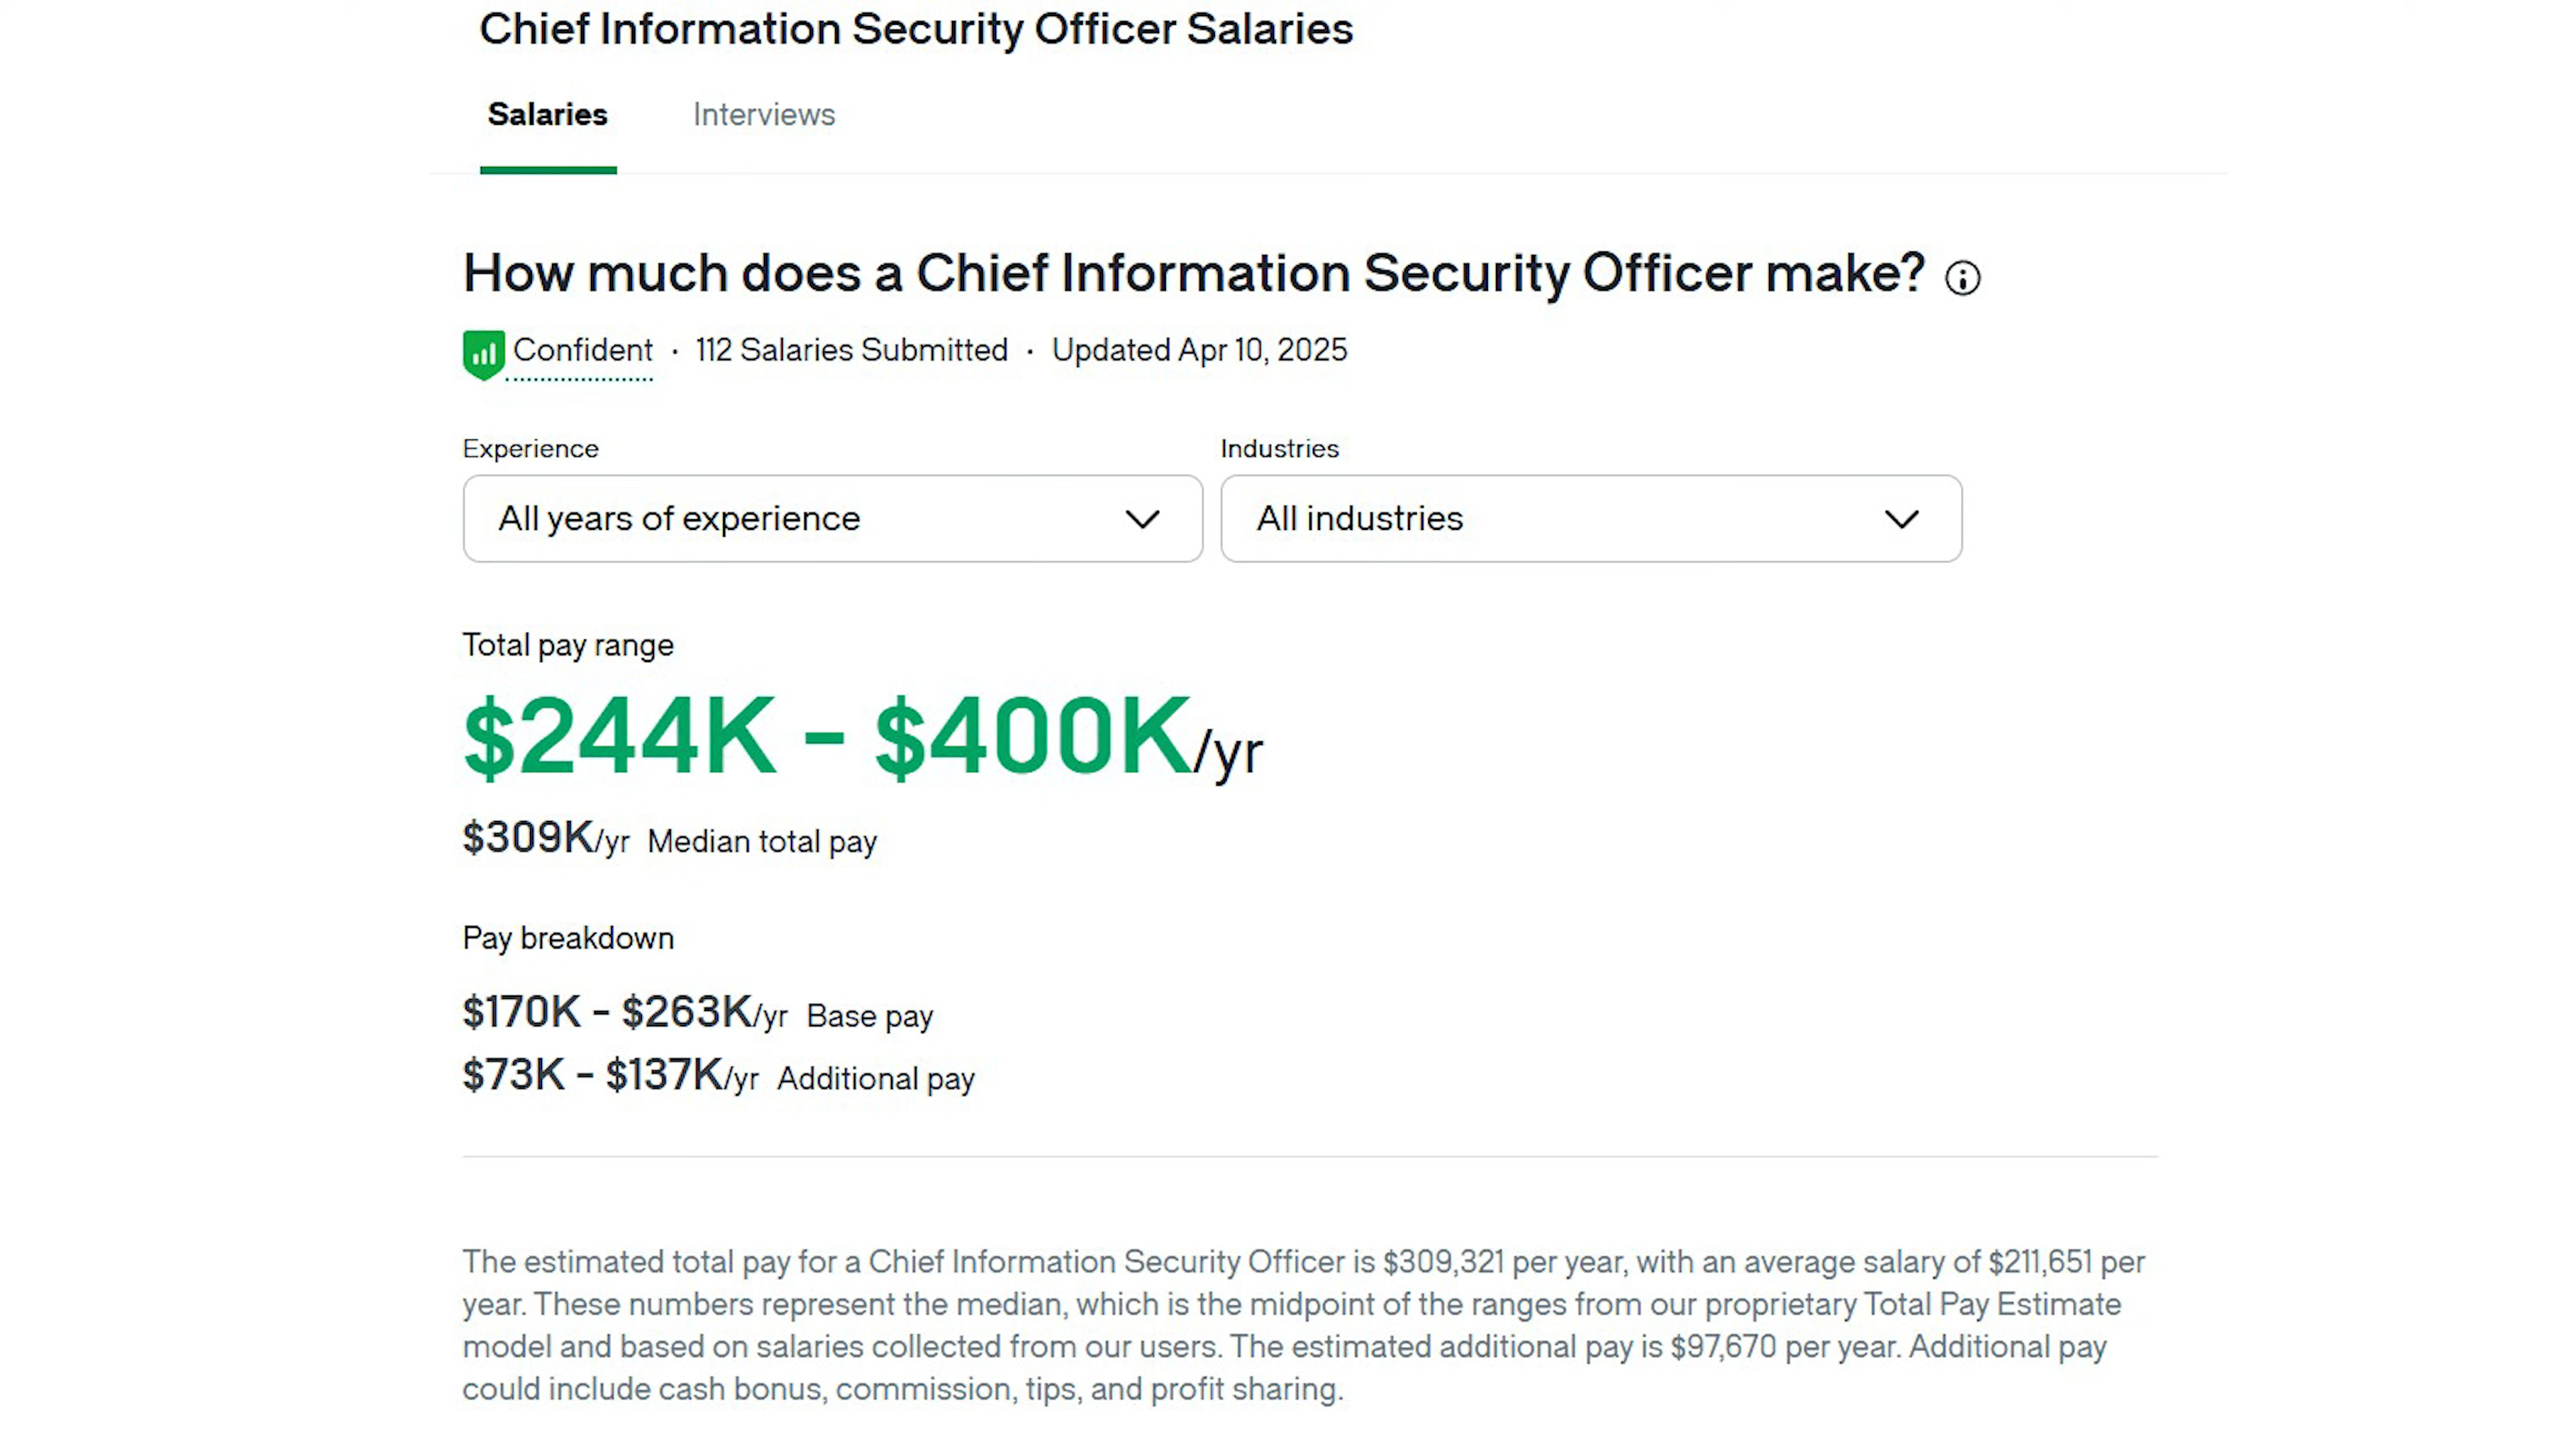 Chief Information Security Officer Salaries
Salaries Interviews
How much does a Chief Information Security Officer make?
Confident · 112 Salaries Submitted · Updated Apr 10, 2025
Experience Industries
All years of experience All industries
Total pay range
$244K - $400K/yr
$309K/yr Median total pay
Pay breakdown
$170K - $263K/yr Base pay
$73K - $137K/yr Additional pay
The estimated total pay for a Chief Information Security Officer is $309,321 per year, with an average salary of $211,651 per
year. These numbers represent the median, which is the midpoint of the ranges from our proprietary Total Pay Estimate
model and based on salaries collected from our users. The estimated additional pay is $97,670 per year. Additional pay
could include cash bonus, commission, tips, and profit sharing.